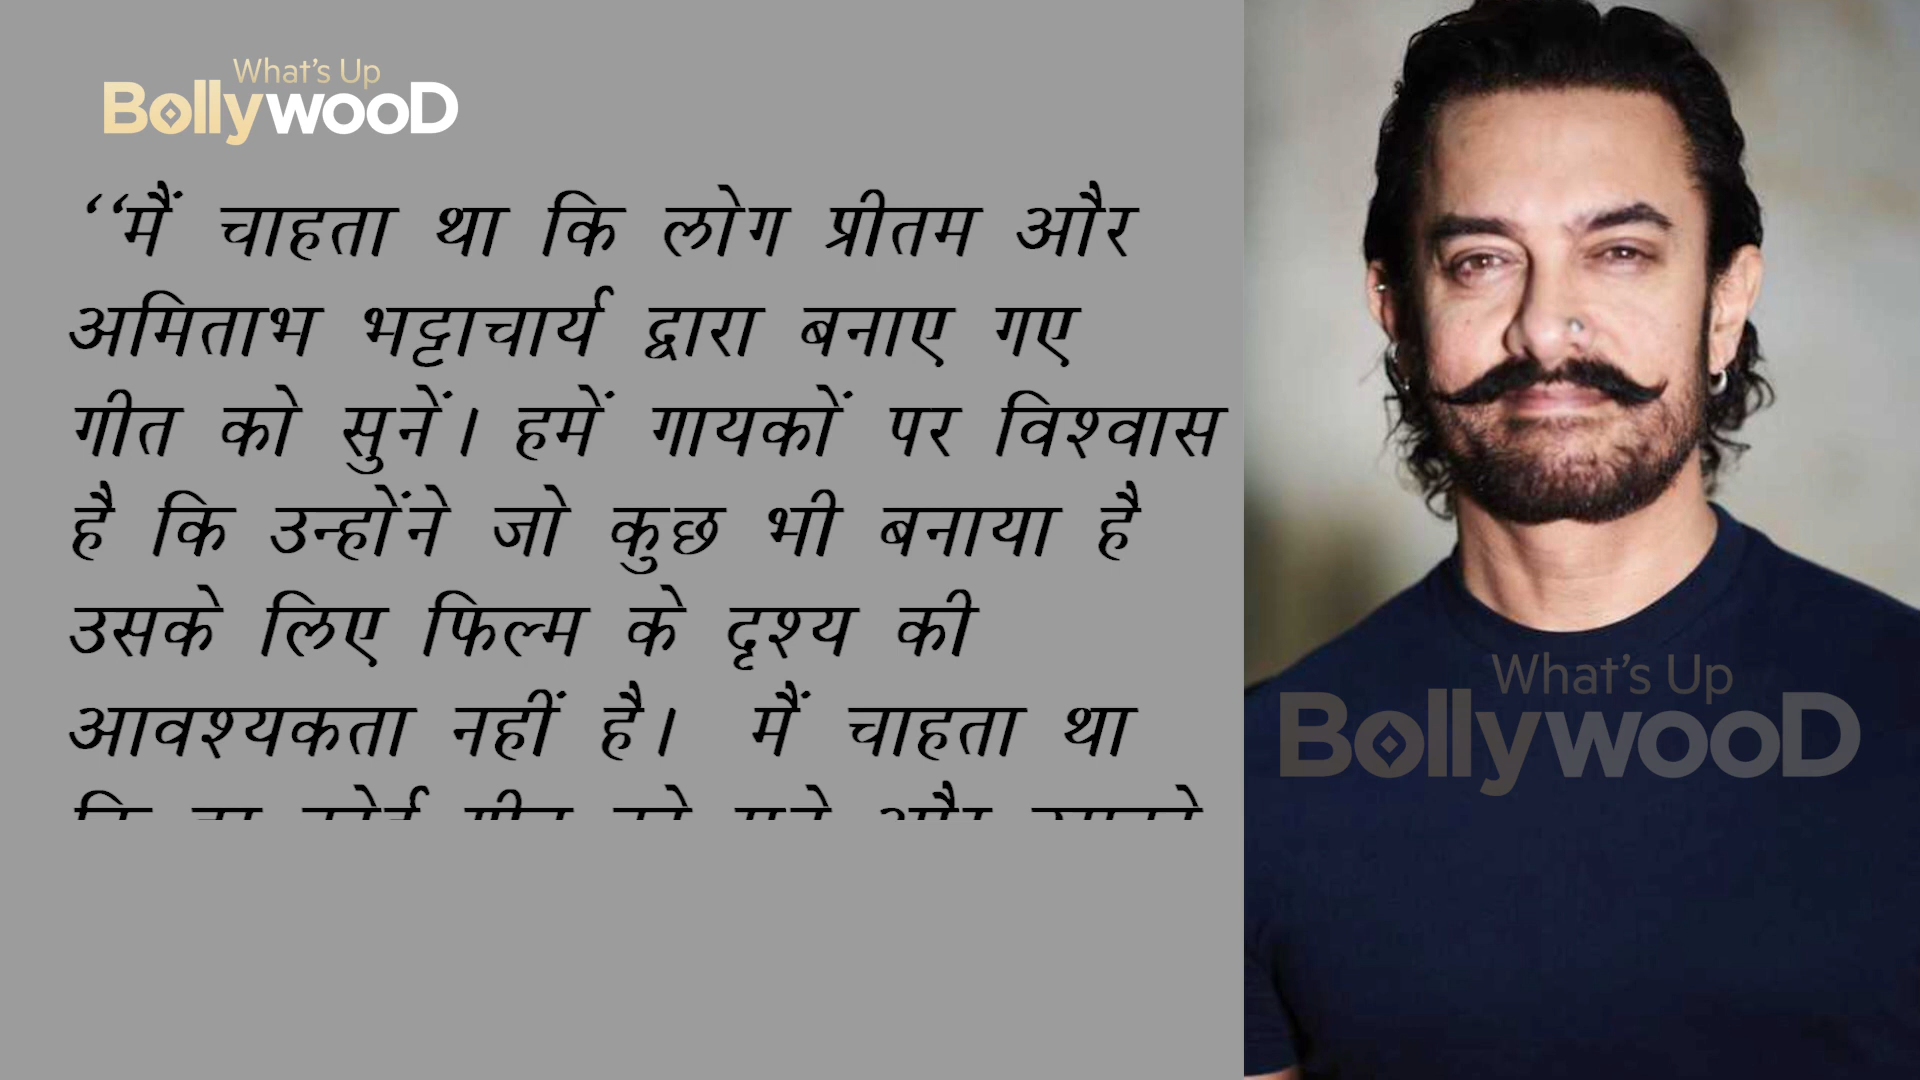 What's Up
BollywooD
‘‘मैं चाहता था कि लोग प्रीतम और
अमिताभ भट्टाचार्य द्वारा बनाए गए
गीत को सुनें। हमें गायकों पर विश्वास
है कि उन्होंने जो कुछ भी बनाया है
उसके लिए फिल्म के दृश्य की
आवश्यकता नहीं है। मैं चाहता था
What's Up
BollywooD